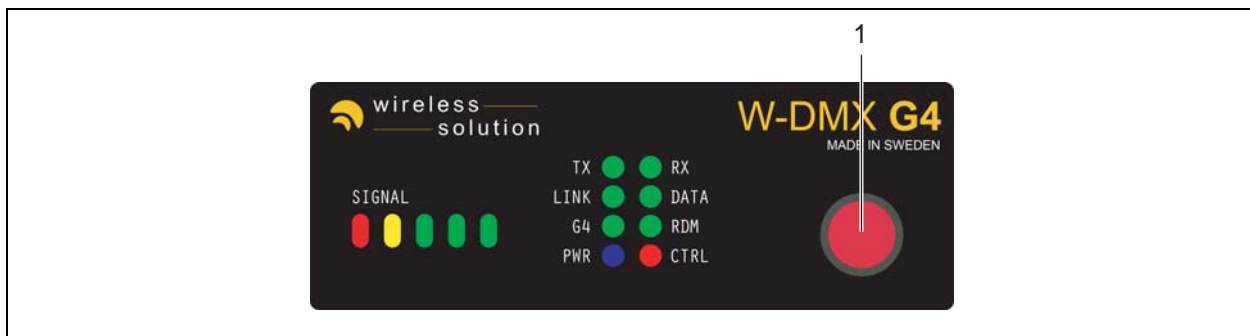 1
wireless
solution
W-DMX G4
MADE IN SWEDEN
TX RX
SIGNAL
LINK DATA
G4 RDM
PWR CTRL